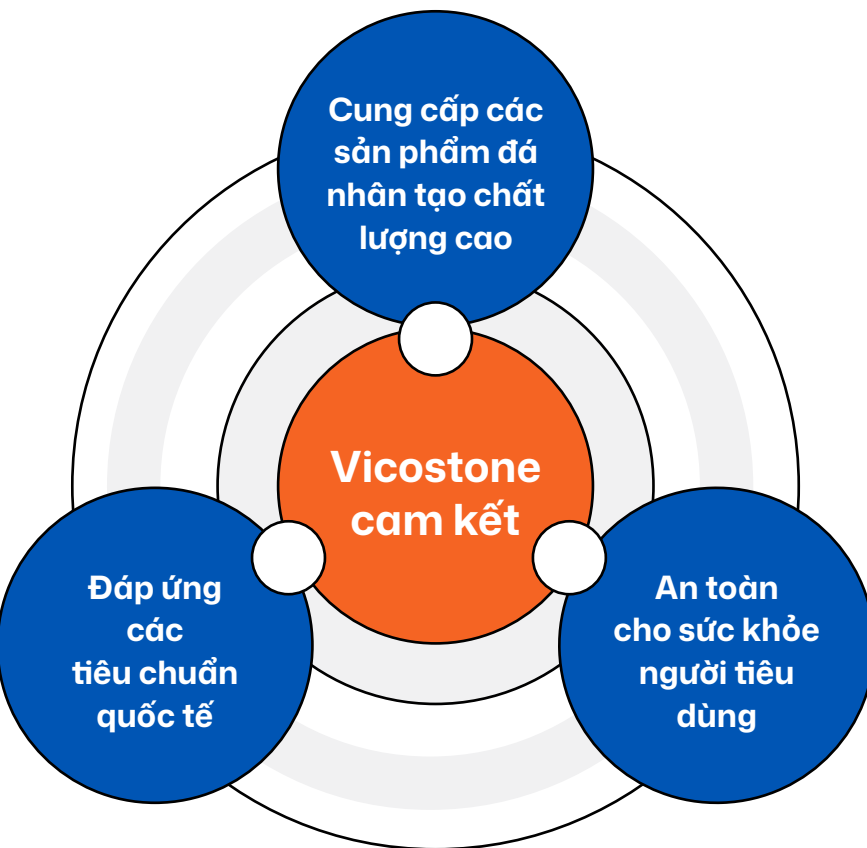 Cung cấp các
sản phẩm đá
nhân tạo chất
lượng cao
Vicostone
cam kết
Đáp ứng
các
tiêu chuẩn
quốc tế
An toàn
cho sức khỏe
người tiêu
dùng